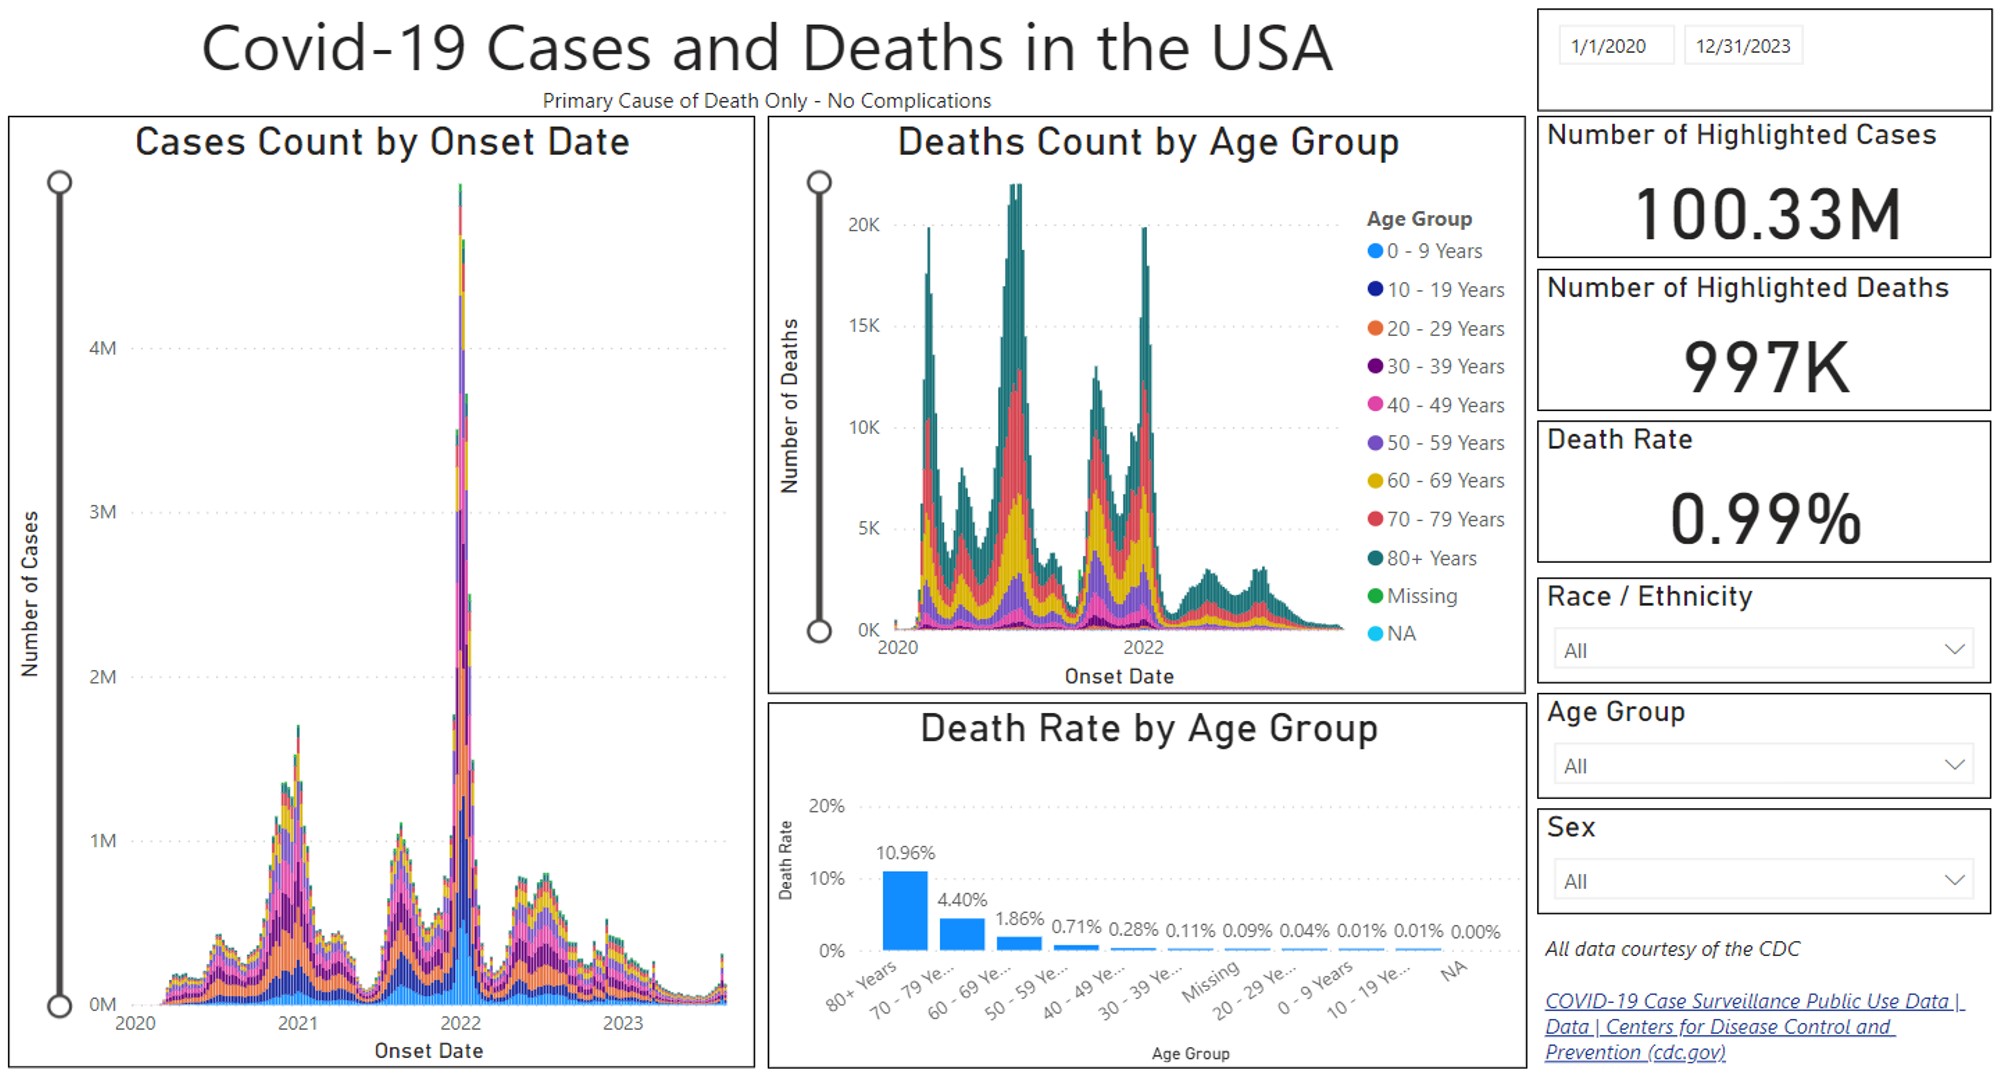 Covid-19 Cases and Deaths in the USA
Primary Cause of Death Only - No Complications
1/1/2020
12/31/2023
Cases Count by Onset Date
Number of Cases
4M
3M
2M
1M
0M
2020
2021
2022
2023
Onset Date
Deaths Count by Age Group
Number of Deaths
20K
15K
10K
5K
0K
2020
2022
Onset Date
Age Group
0 - 9 Years
10 - 19 Years
20 - 29 Years
30 - 39 Years
40 - 49 Years
50 - 59 Years
60 - 69 Years
70 - 79 Years
80+ Years
Missing
NA
Death Rate by Age Group
Death Rate
20%
10%
0%
10.96%
4.40%
1.86%
0.71%
0.28%
0.11%
0.09%
0.04%
0.01%
0.01%
0.00%
80+ Years
70 - 79 Ye...
60 - 69 Ye...
50 - 59 Ye...
40 - 49 Ye...
30 - 39 Ye...
Missing
20 - 29 Ye...
0 - 9 Years
10 - 19 Ye...
NA
Age Group
Number of Highlighted Cases
100.33M
Number of Highlighted Deaths
997K
Death Rate
0.99%
Race / Ethnicity
All
Age Group
All
Sex
All
All data courtesy of the CDC
COVID-19 Case Surveillance Public Use Data |
Data | Centers for Disease Control and
Prevention (cdc.gov)